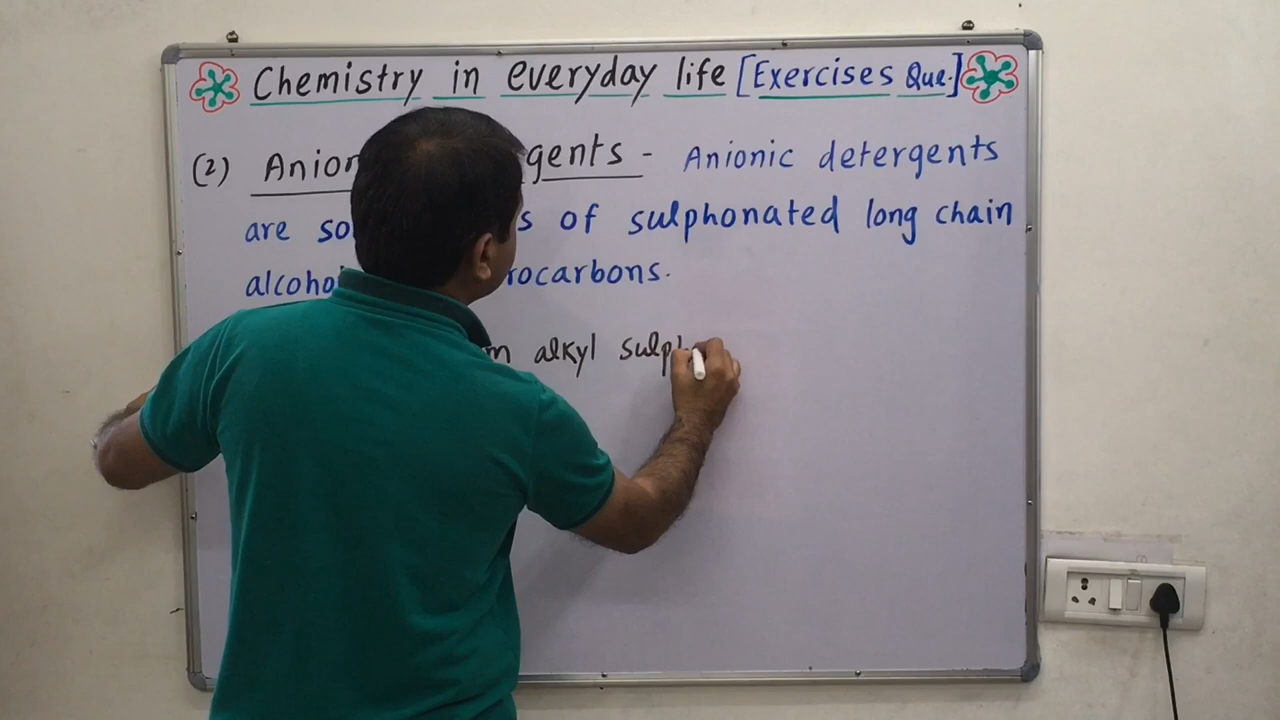 Chemistry in everyday life [Exercises Que.]
(2) Anion gents - Anionic detergents
are so s of sulphonated long chain
alcoho rocarbons.
m alkyl sulp